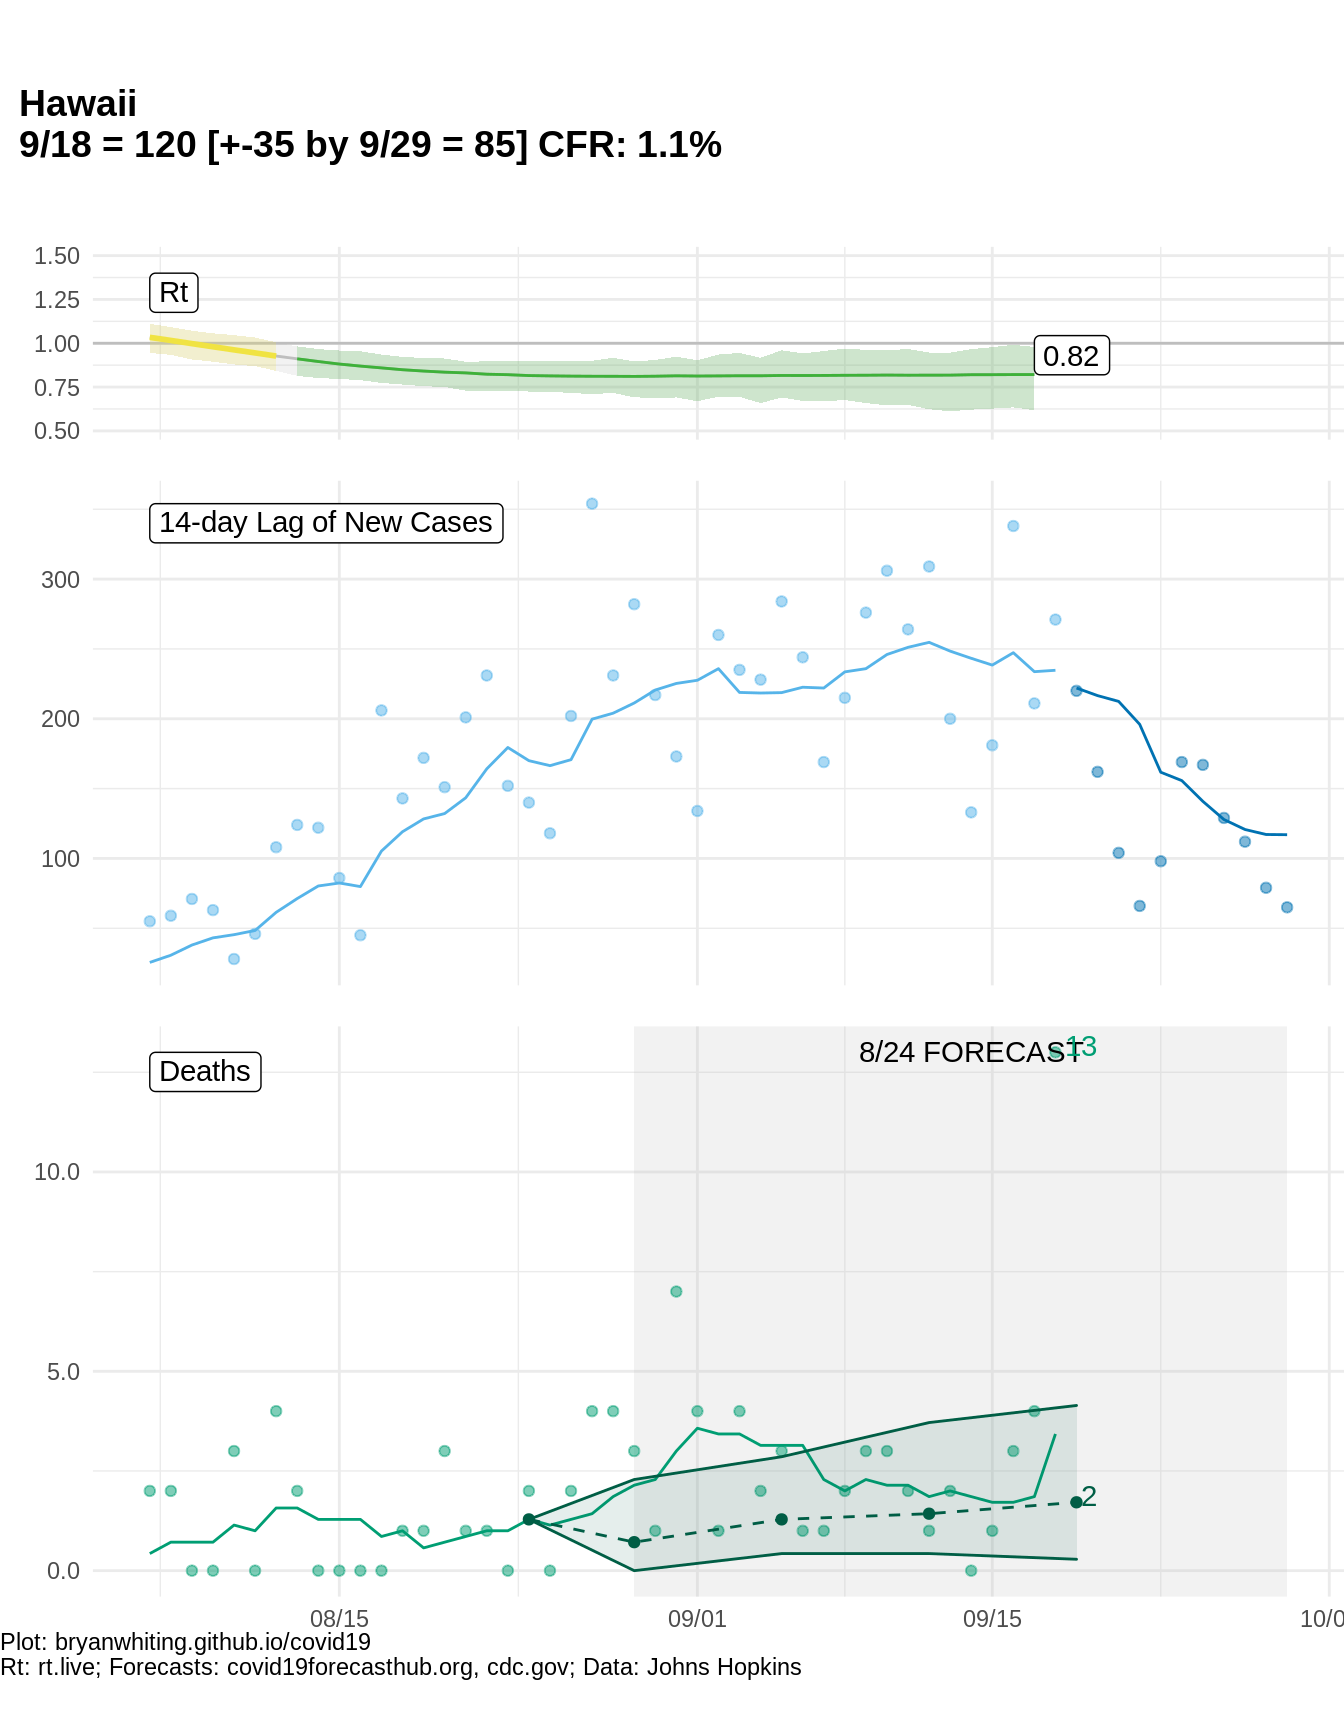 Hawaii
9/18 = 120 [+-35 by 9/29 = 85] CFR: 1.1%
1.50
Rt
1.25
1.00
0.82
0.75
0.50
14-day Lag of New Cases
300
200
100
8/24 FORECAST
13
Deaths
10.0
5.0
2
0.0
08/15
09/01
09/15
10/0
Plot: bryanwhiting.github.io/covid19
Rt: rt.live; Forecasts: covid19forecasthub.org, cdc.gov; Data: Johns Hopkins